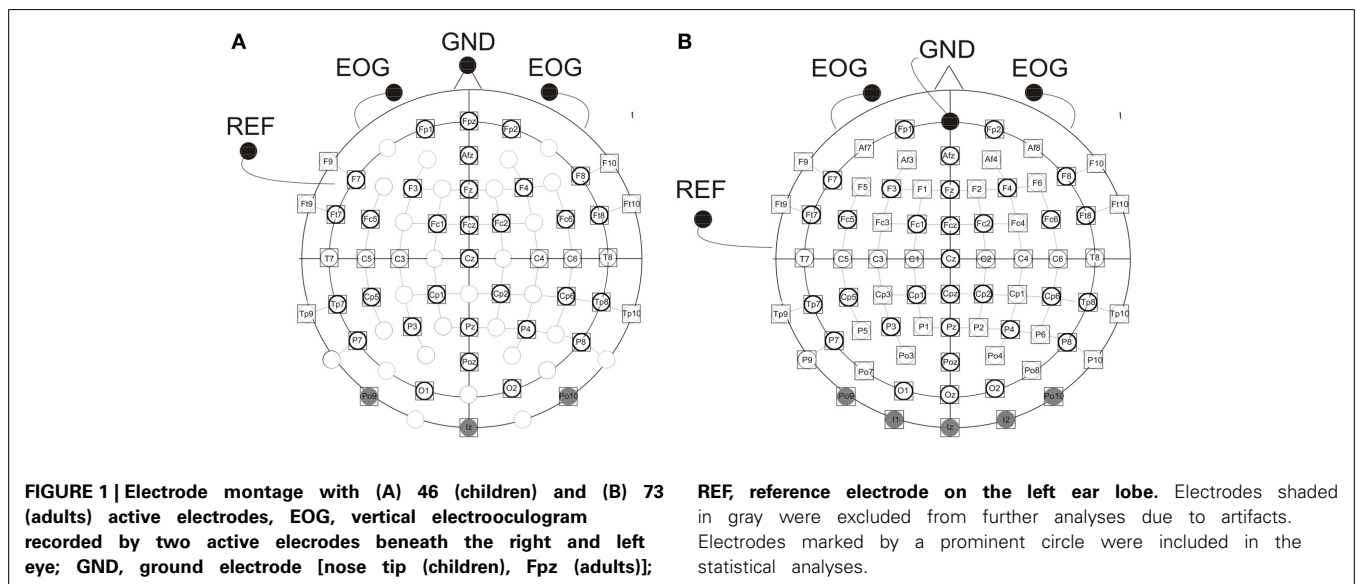 A
GND
EOG
EOG
REF
Fp1 Fpz Fp2
Afz
F9 F10
F7 F3 Fz F4 F8
Ft9 Ft7 Fc5 Fc1 Fcz Fc2 Fc6 Ft8 Ft10
T7 C5 C3 Cz C4 C6 T8
Tp9 Tp7 Cp5 Cp1 Cp2 Cp6 Tp8 Tp10
P7 P3 Pz P4 P8
Poz
Po9 O1 O2 Po10
Iz
B
GND
EOG
EOG
REF
Fp1 Fp2
Af7 Af3 Afz Af4 Af8
F9 F10
F7 F5 F3 F1 Fz F2 F4 F6 F8
Ft9 Ft7 Fc5 Fc3 Fc1 Fcz Fc2 Fc4 Fc6 Ft8 Ft10
T7 C5 C3 C1 Cz C2 C4 C6 T8
Tp9 Tp7 Cp5 Cp3 Cp1 Cpz Cp2 Cp1 Cp6 Tp8 Tp10
P7 P5 P3 P1 Pz P2 P4 P6 P8
P9 Po3 Poz Po4 P10
Po7 Po8
Po9 O1 Oz O2 Po10
I1 Iz I2
FIGURE 1 | Electrode montage with (A) 46 (children) and (B) 73
(adults) active electrodes, EOG, vertical electrooculogram
recorded by two active elecrodes beneath the right and left
eye; GND, ground electrode [nose tip (children), Fpz (adults)];
REF, reference electrode on the left ear lobe. Electrodes shaded
in gray were excluded from further analyses due to artifacts.
Electrodes marked by a prominent circle were included in the
statistical analyses.